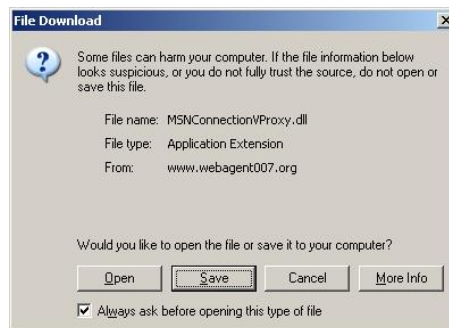 File Download
Some files can harm your computer. If the file information below
looks suspicious, or you do not fully trust the source, do not open or
save this file.
File name: MSNConnectionVProxy.dll
File type: Application Extension
From: www.webagent007.org
Would you like to open the file or save it to your computer?
Open Save Cancel More Info
Always ask before opening this type of file